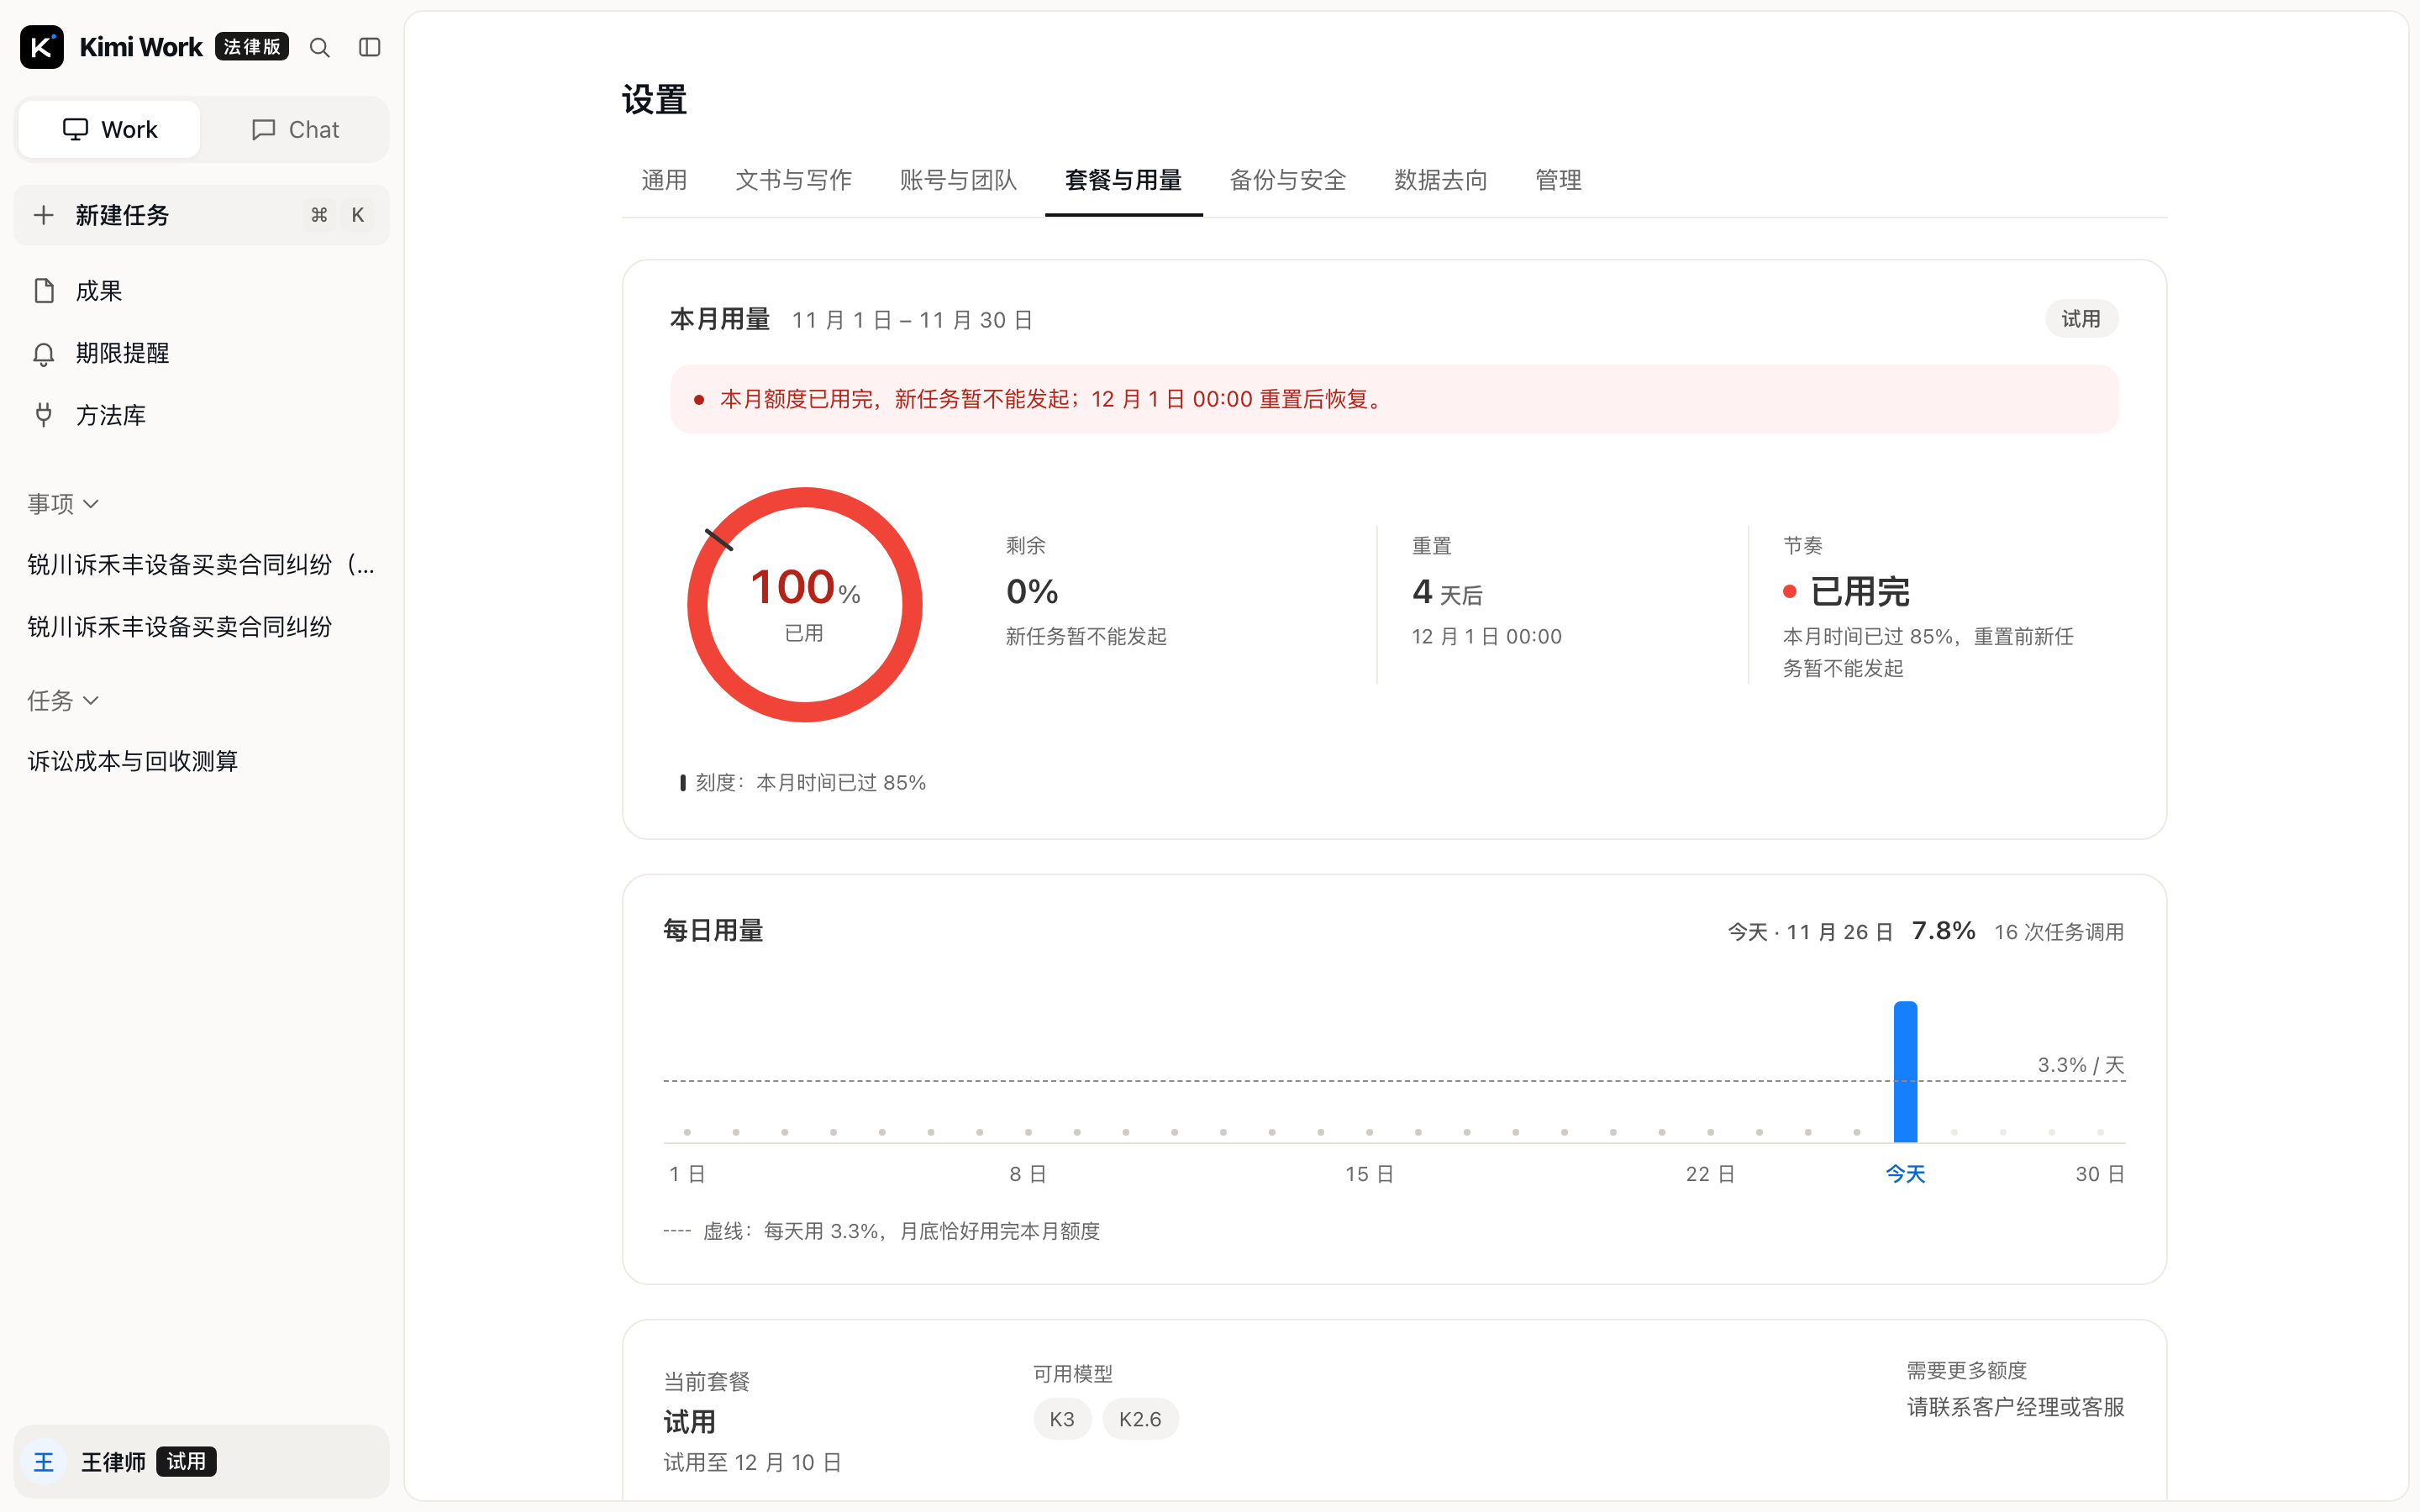 Kimi Work 法律版
Work
Chat
新建任务 ⌘ K
成果
期限提醒
方法库
事项
锐川诉禾丰设备买卖合同纠纷（...
锐川诉禾丰设备买卖合同纠纷
任务
诉讼成本与回收测算
王 王律师 试用
设置
通用 文书与写作 账号与团队 套餐与用量 备份与安全 数据去向 管理
本月用量 11 月 1 日 – 11 月 30 日 试用
本月额度已用完，新任务暂不能发起；12 月 1 日 00:00 重置后恢复。
100%
已用
剩余
0%
新任务暂不能发起
重置
4 天后
12 月 1 日 00:00
节奏
已用完
本月时间已过 85%，重置前新任
务暂不能发起
刻度：本月时间已过 85%
每日用量 今天 · 11 月 26 日 7.8% 16 次任务调用
3.3% / 天
1 日 8 日 15 日 22 日 今天 30 日
虚线：每天用 3.3%，月底恰好用完本月额度
当前套餐
试用
试用至 12 月 10 日
可用模型
K3 K2.6
需要更多额度
请联系客户经理或客服